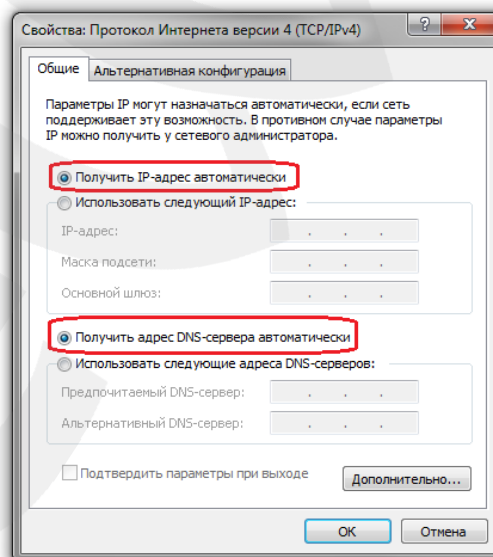 Свойства: Протокол Интернета версии 4 (TCP/IPv4)
Общие
Альтернативная конфигурация
Параметры IP могут назначаться автоматически, если сеть
поддерживает эту возможность. В противном случае параметры
IP можно получить у сетевого администратора.
Получить IP-адрес автоматически
Использовать следующий IP-адрес:
IP-адрес:
Маска подсети:
Основной шлюз:
Получить адрес DNS-сервера автоматически
Использовать следующие адреса DNS-серверов:
Предпочитаемый DNS-сервер:
Альтернативный DNS-сервер:
Подтвердить параметры при выходе
Дополнительно...
ОК
Отмена